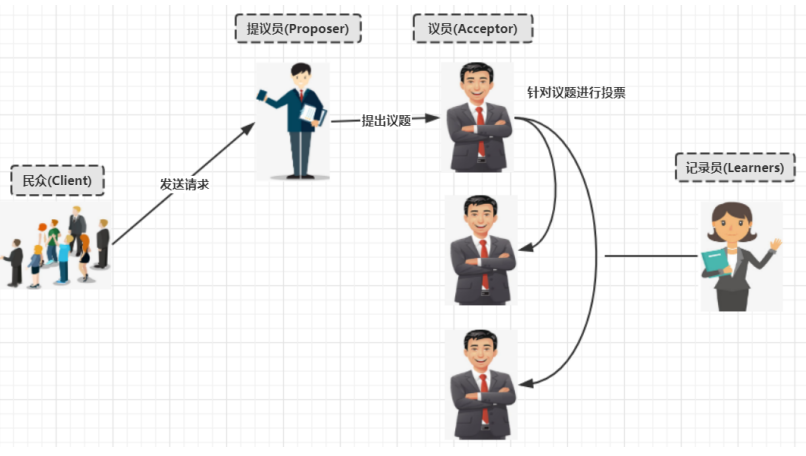 提议员(Proposer)
议员(Acceptor)
针对议题进行投票
提出议题
记录员(Learners)
民众(Client)
发送请求